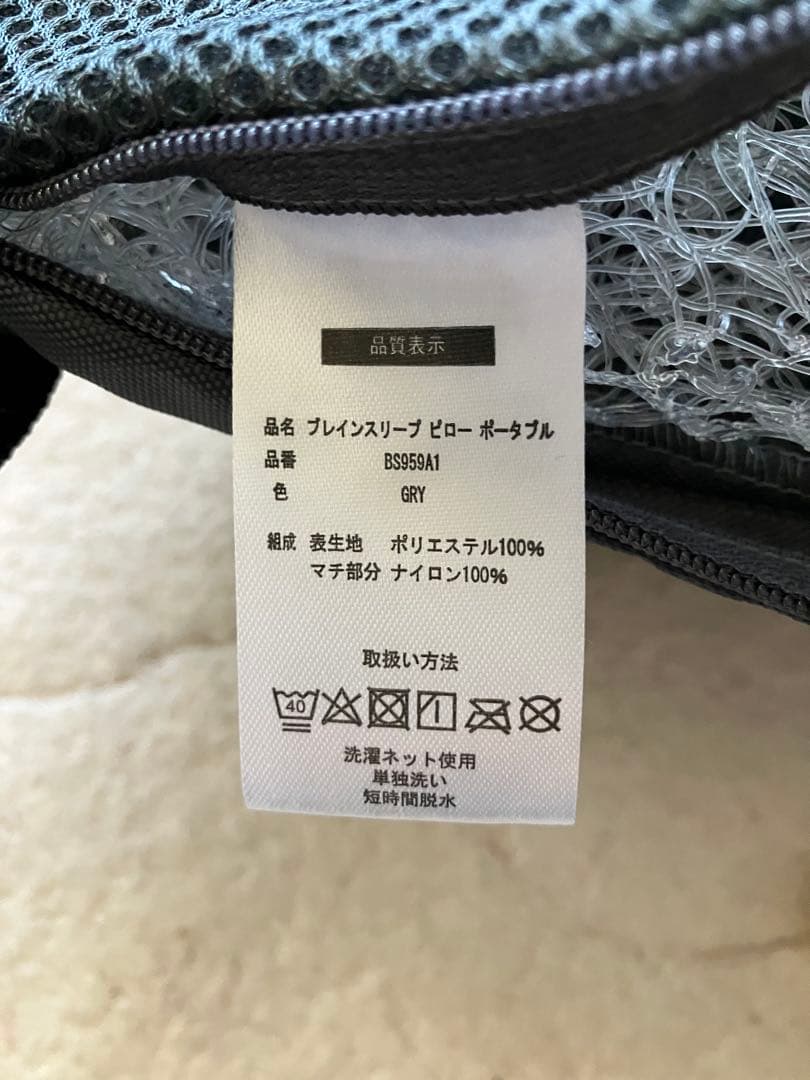 品質表示
品名 ブレインスリープ ピロー ポータブル
品番 BS959A1
色 GRY
組成 表生地 ポリエステル100%
マチ部分 ナイロン100%
取扱い方法
40
洗濯ネット使用
単独洗い
短時間脱水